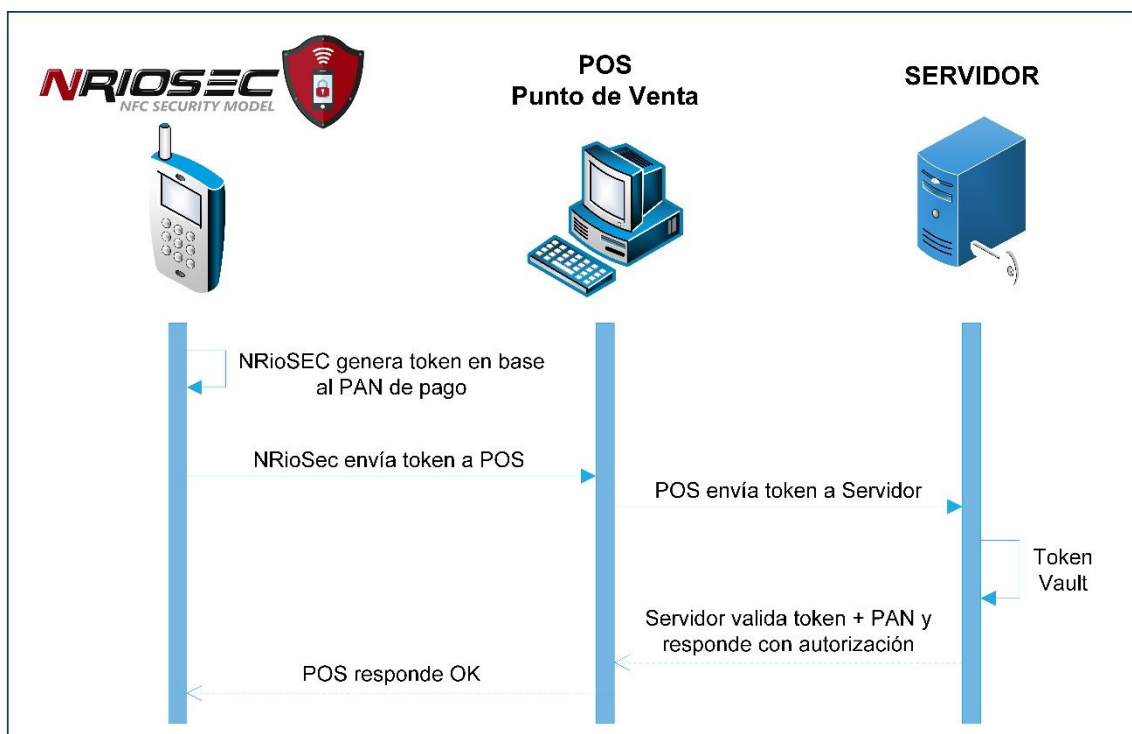 NRIOSEC
NFC SECURITY MODEL
POS
Punto de Venta
SERVIDOR
NRioSEC genera token en base
al PAN de pago
NRioSec envía token a POS
POS envía token a Servidor
Token
Vault
Servidor valida token + PAN y
responde con autorización
POS responde OK